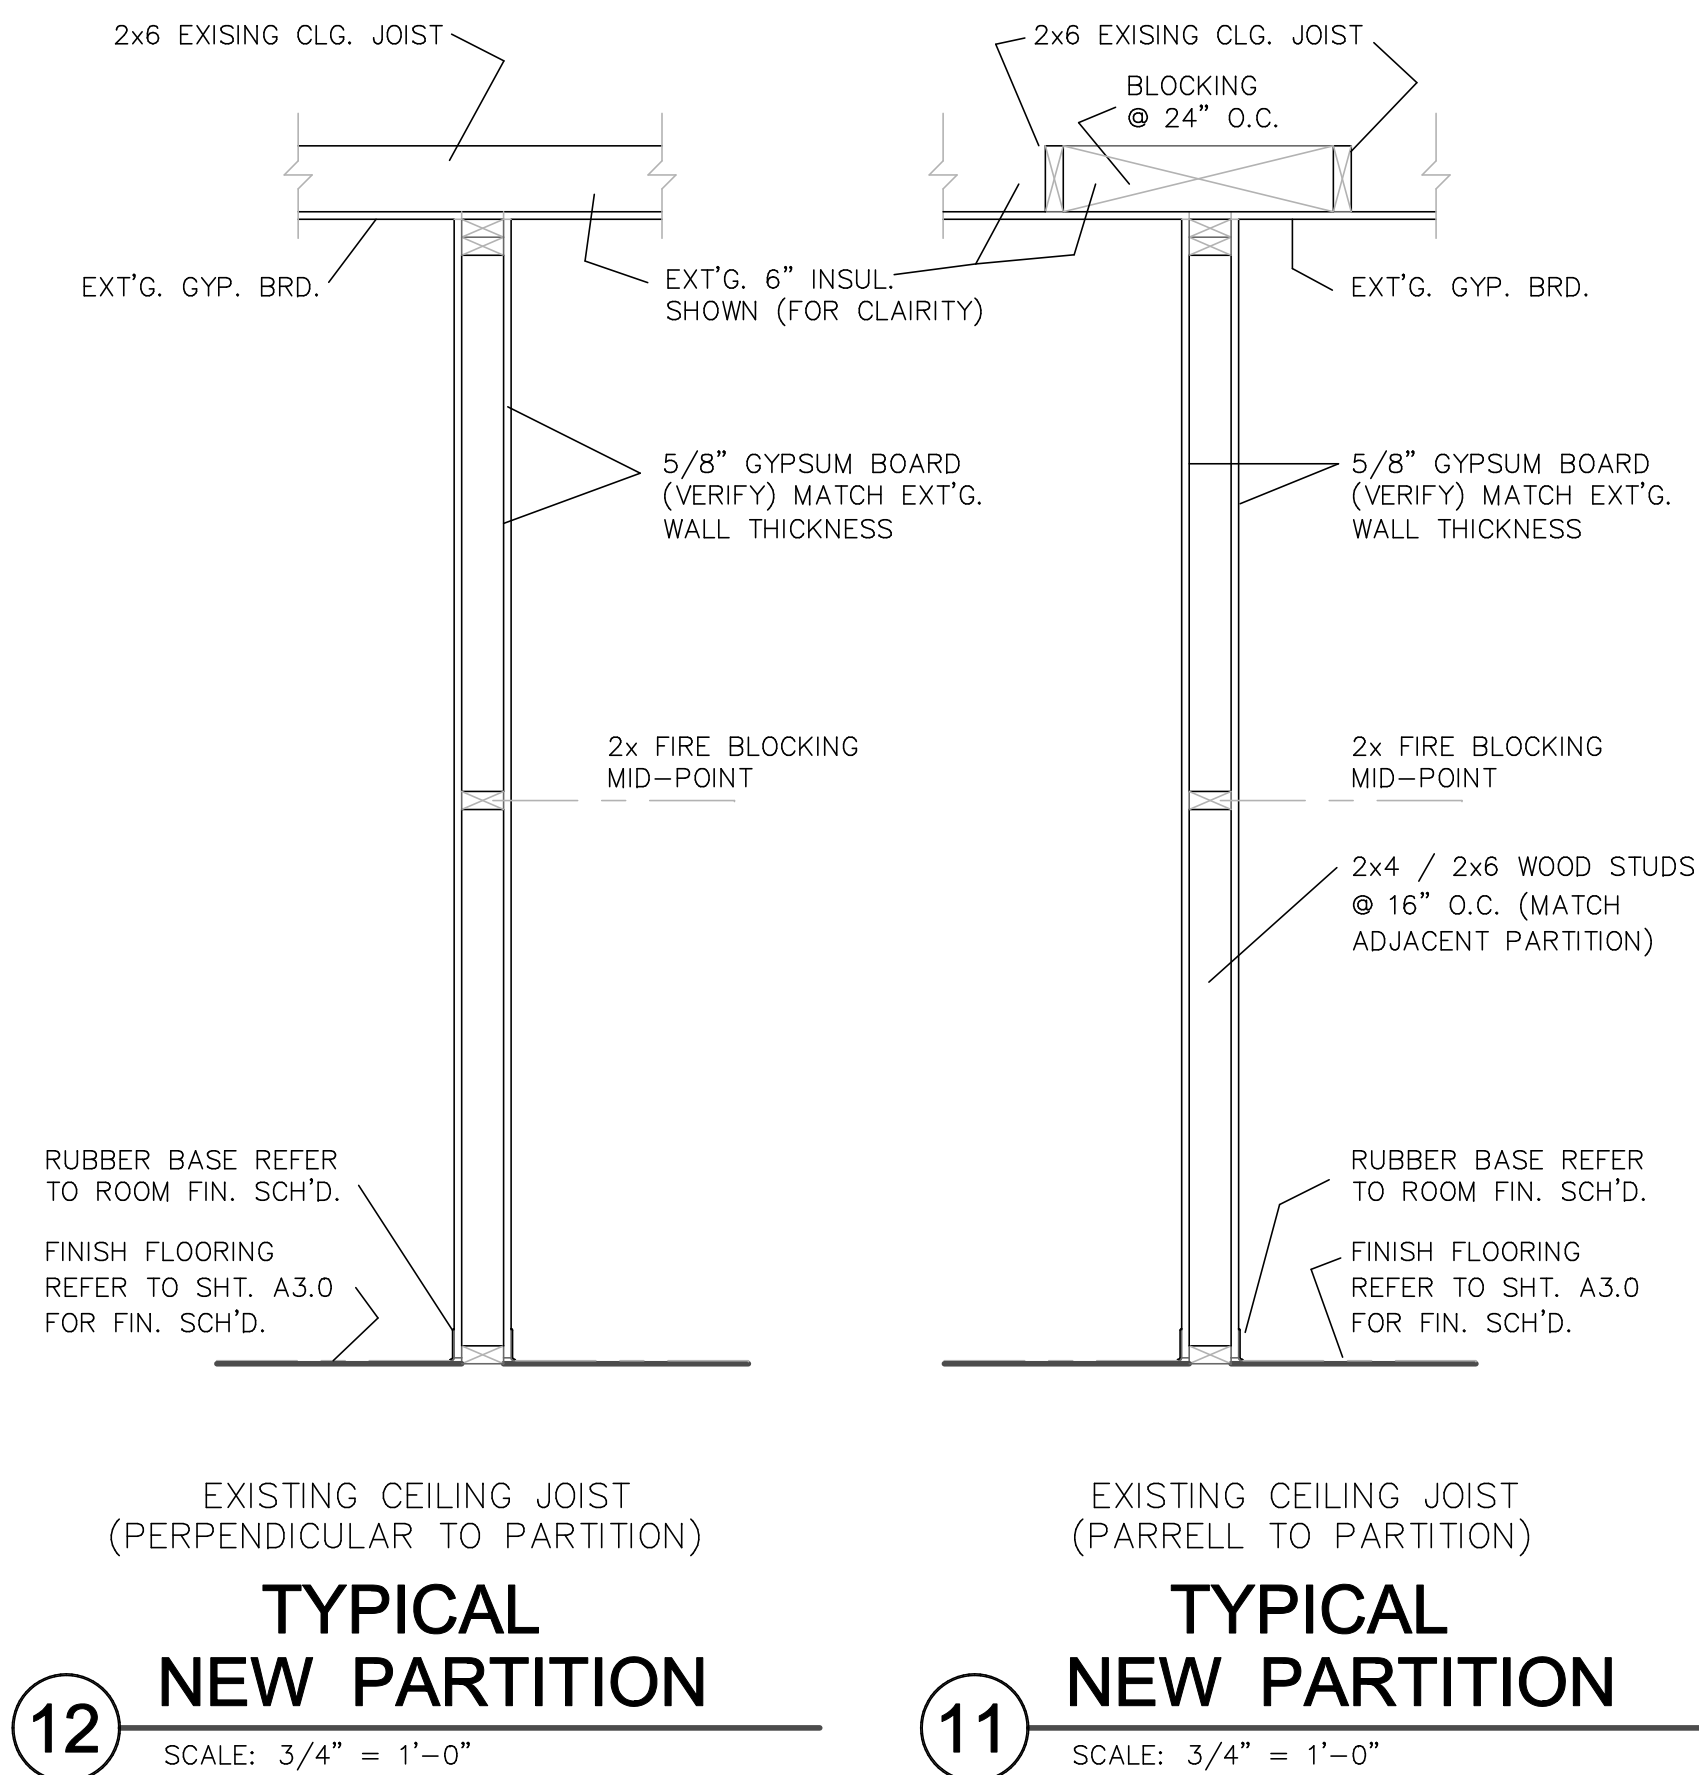 2x6 EXISING CLG. JOIST
EXT'G. GYP. BRD.
EXT'G. 6" INSUL.
SHOWN (FOR CLAIRITY)
5/8" GYPSUM BOARD
(VERIFY) MATCH EXT'G.
WALL THICKNESS
2x FIRE BLOCKING
MID-POINT
RUBBER BASE REFER
TO ROOM FIN. SCH'D.
FINISH FLOORING
REFER TO SHT. A3.0
FOR FIN. SCH'D.
EXISTING CEILING JOIST
(PERPENDICULAR TO PARTITION)
TYPICAL
NEW PARTITION
12
SCALE: 3/4" = 1'-0"
2x6 EXISING CLG. JOIST
BLOCKING
@ 24" O.C.
EXT'G. GYP. BRD.
5/8" GYPSUM BOARD
(VERIFY) MATCH EXT'G.
WALL THICKNESS
2x FIRE BLOCKING
MID-POINT
2x4 / 2x6 WOOD STUDS
@ 16" O.C. (MATCH
ADJACENT PARTITION)
RUBBER BASE REFER
TO ROOM FIN. SCH'D.
FINISH FLOORING
REFER TO SHT. A3.0
FOR FIN. SCH'D.
EXISTING CEILING JOIST
(PARRELL TO PARTITION)
TYPICAL
NEW PARTITION
11
SCALE: 3/4" = 1'-0"